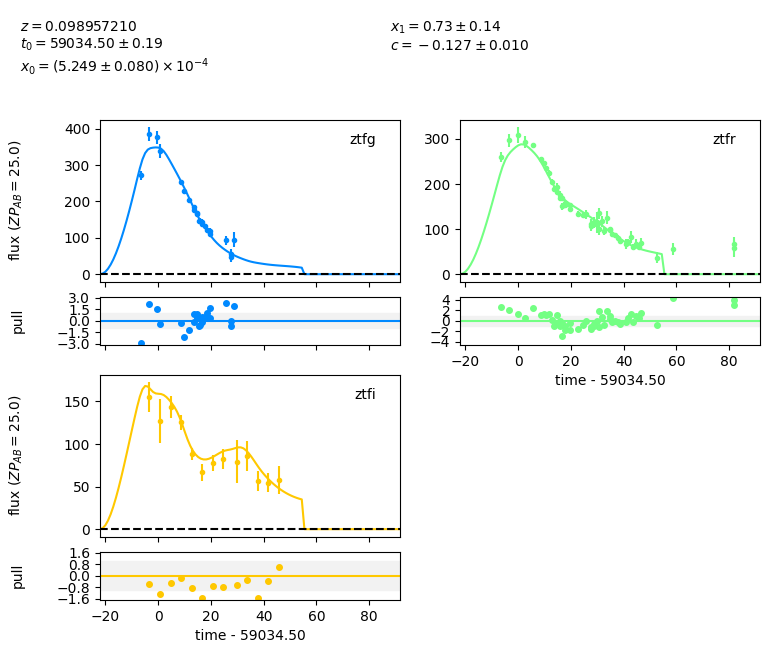 z = 0.098957210
t₀ = 59034.50 ± 0.19
x₀ = (5.249 ± 0.080) × 10⁻⁴
x₁ = 0.73 ± 0.14
c = −0.127 ± 0.010
ztfg
flux (ZP_AB = 25.0)
400
300
200
100
0
pull
3.0
1.5
0.0
−1.5
−3.0
ztfr
300
200
100
0
4
2
0
−2
−4
−20 0 20 40 60 80
time - 59034.50
ztfi
flux (ZP_AB = 25.0)
150
100
50
0
pull
1.6
0.8
0.0
−0.8
−1.6
−20 0 20 40 60 80
time - 59034.50